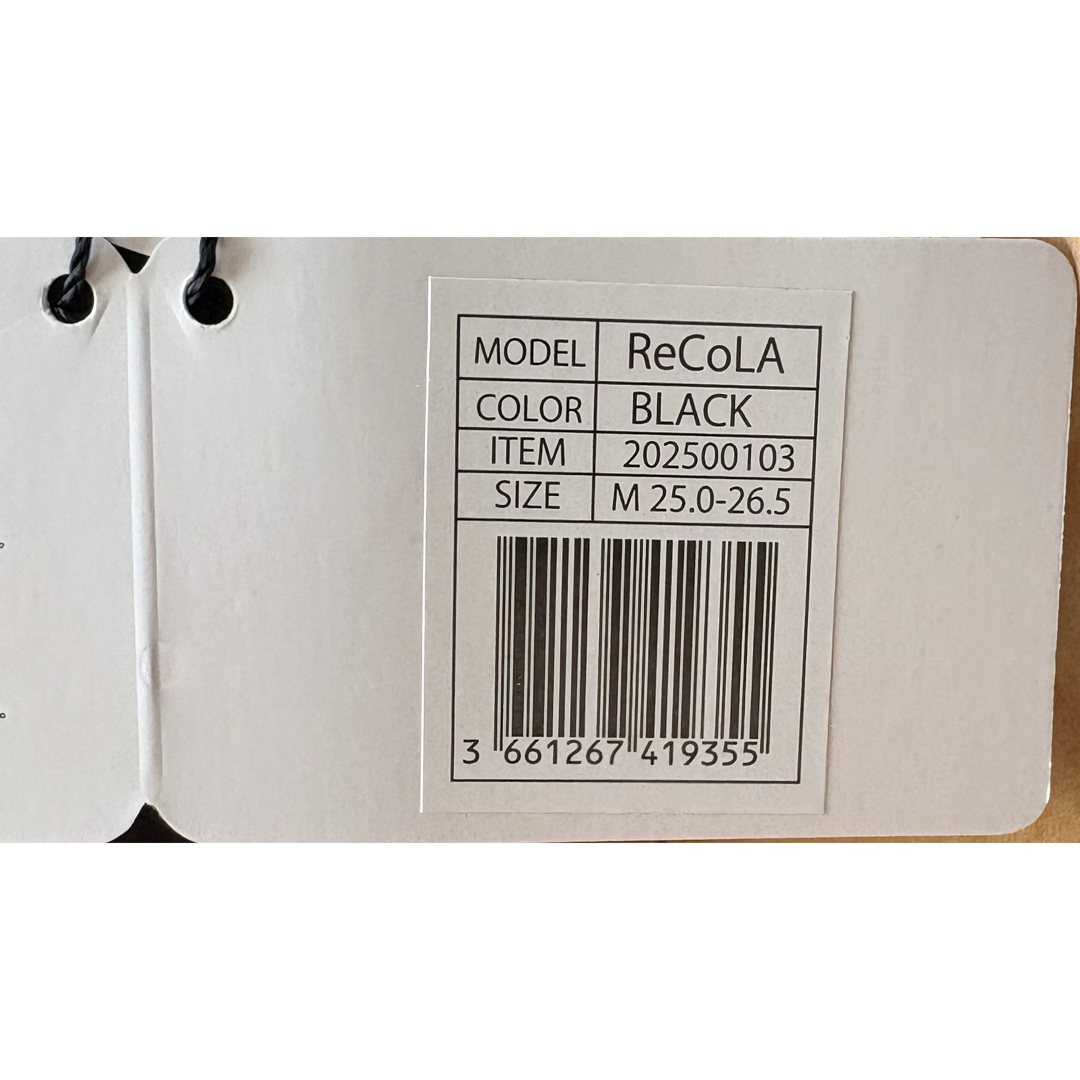 MODEL ReCoLA
COLOR BLACK
ITEM 202500103
SIZE M 25.0-26.5
3 661267 419355